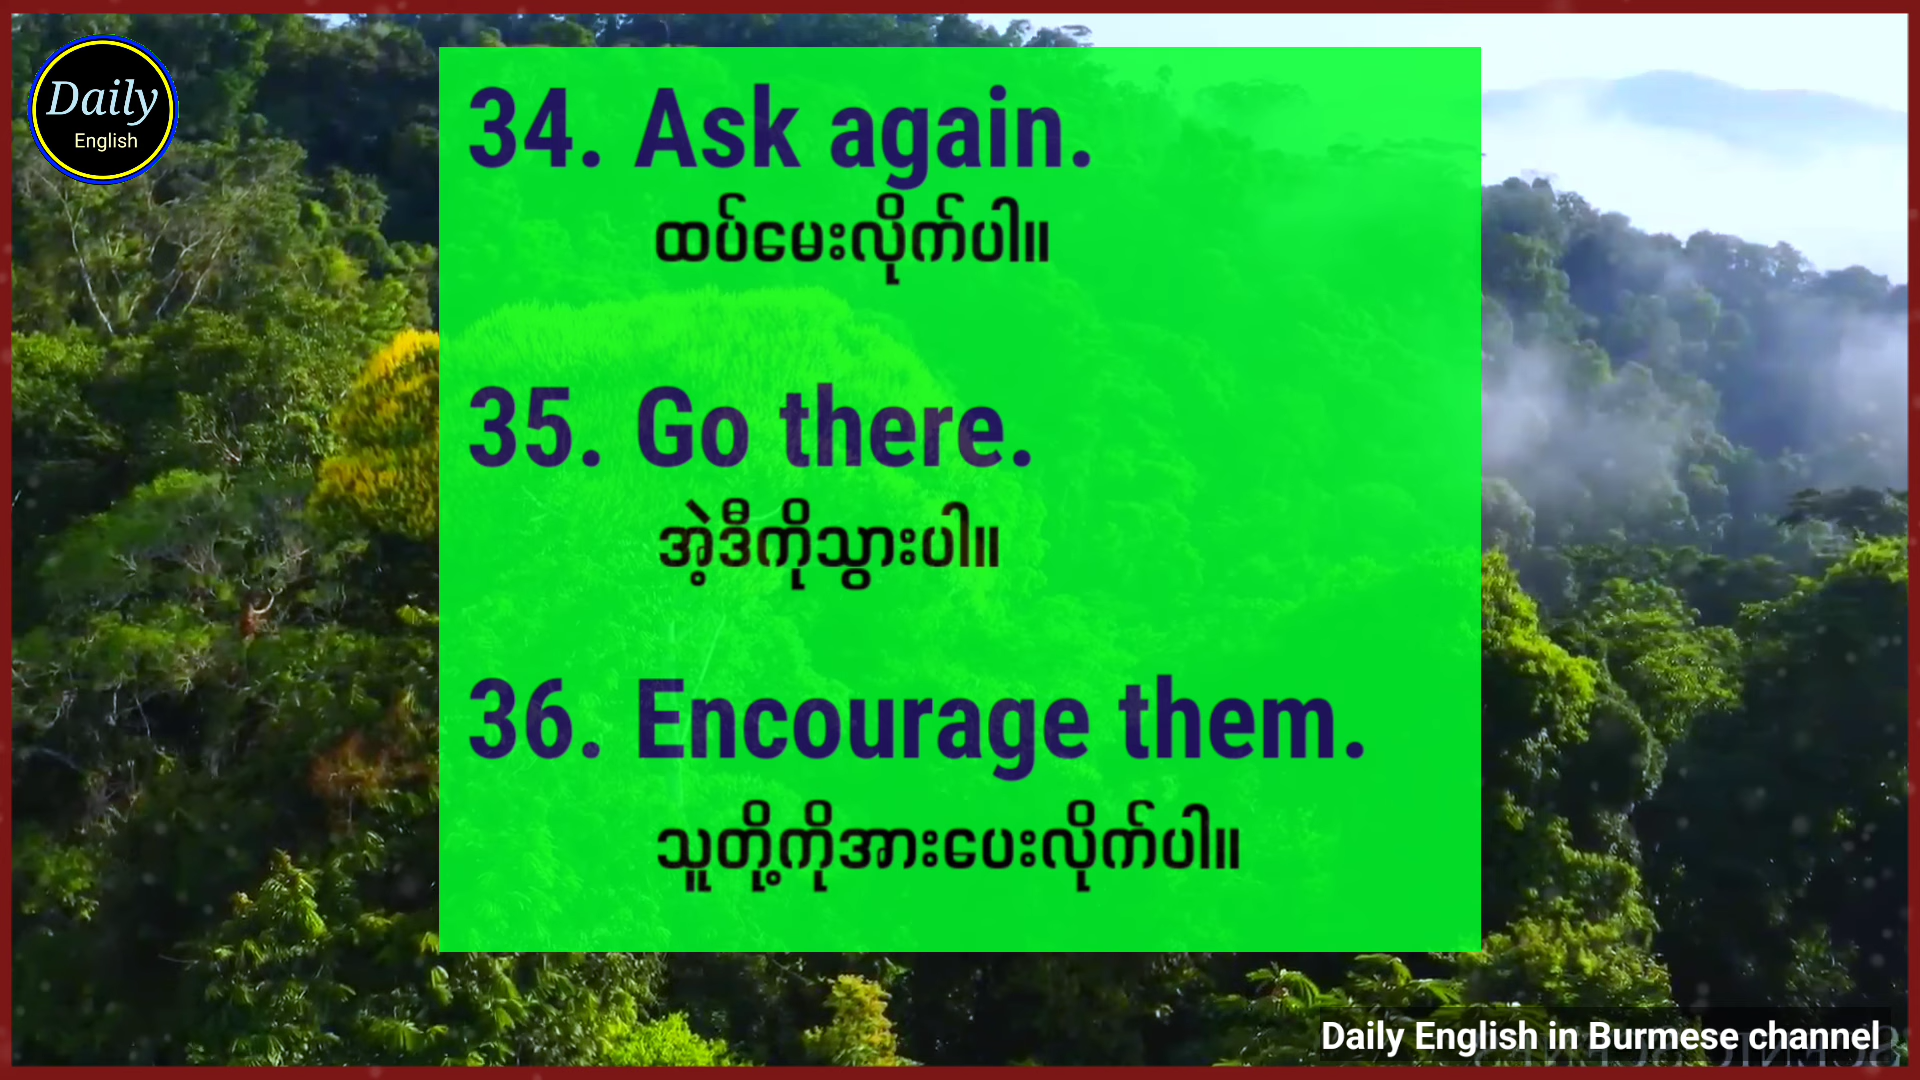 Daily
English
34. Ask again.
ထပ်မေးလိုက်ပါ။
35. Go there.
အဲ့ဒီကိုသွားပါ။
36. Encourage them.
သူတို့ကိုအားပေးလိုက်ပါ။
Daily English in Burmese channel